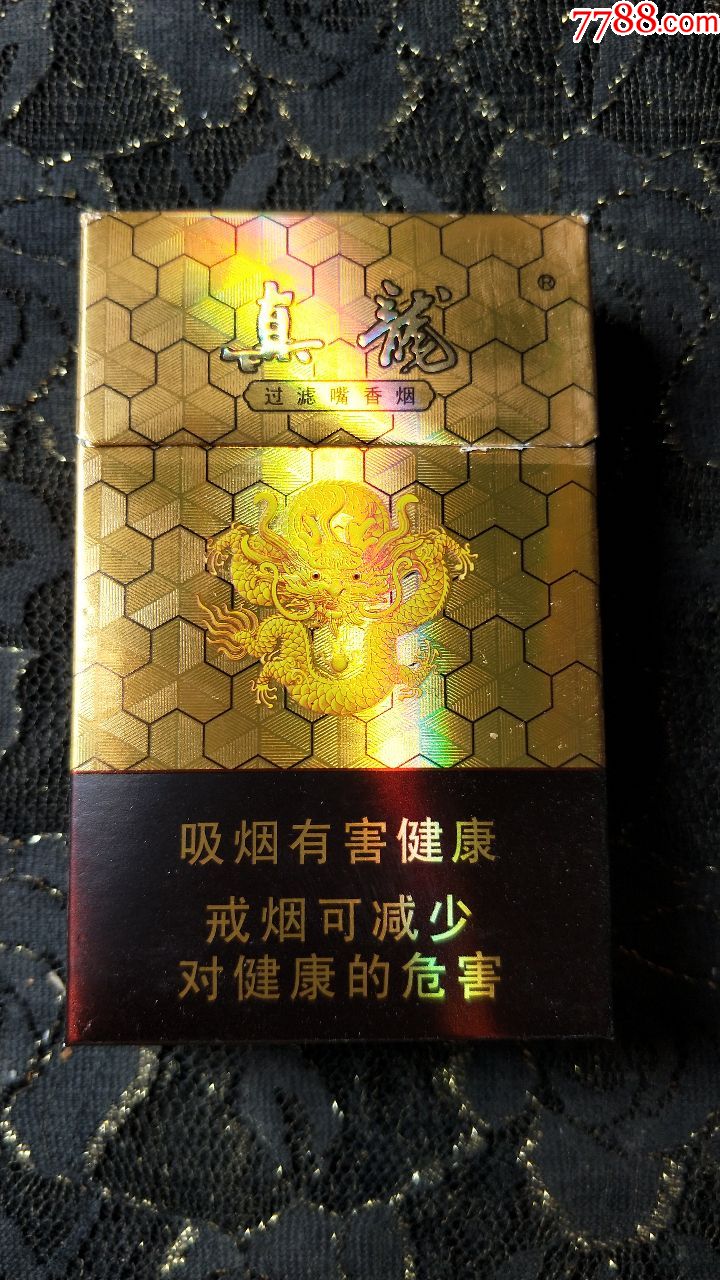 7788.com
真龍
®
过滤嘴香烟
吸烟有害健康
戒烟可减少
对健康的危害